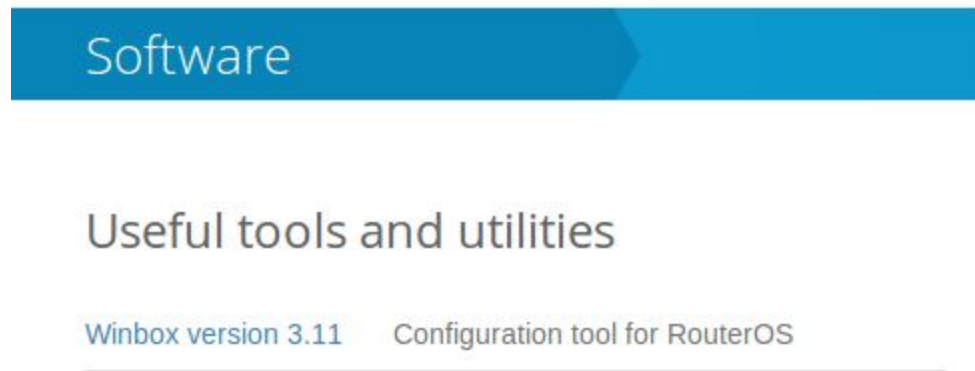 Software
Useful tools and utilities
Winbox version 3.11 Configuration tool for RouterOS